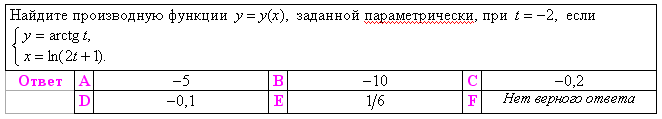 Найдите производную функции y = y(x), заданной параметрически, при t = −2, если
{ y = arctg t,
x = ln(2t + 1).
Ответ A −5 B −10 C −0,2
D −0,1 E 1/6 F Нет верного ответа